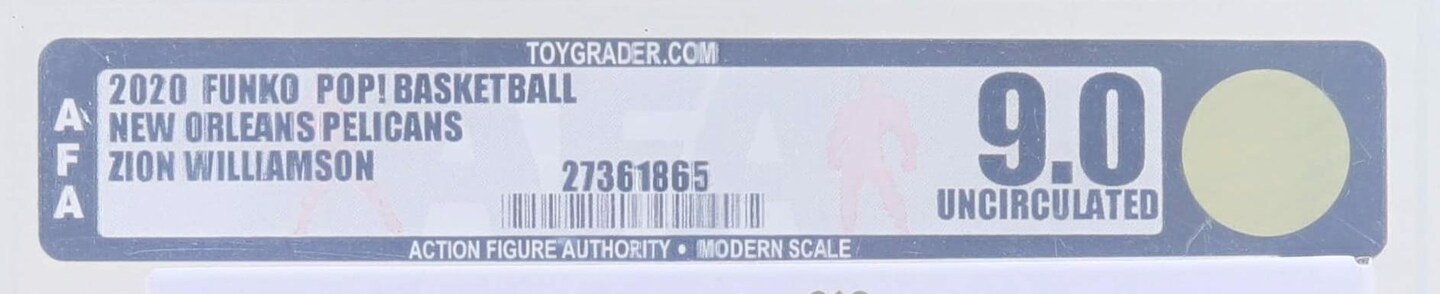 TOYGRADER.COM
AFA
2020 FUNKO POP! BASKETBALL
NEW ORLEANS PELICANS
ZION WILLIAMSON
27361865
9.0
UNCIRCULATED
ACTION FIGURE AUTHORITY • MODERN SCALE